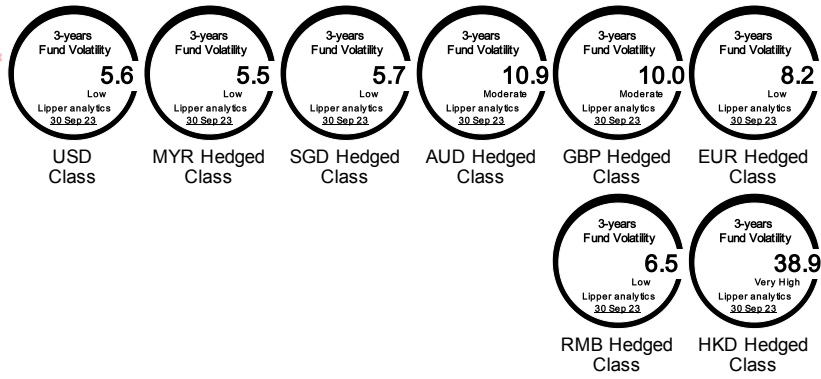 3-years
Fund Volatility
5.6
Low
Lipper analytics
30 Sep 23
USD
Class
3-years
Fund Volatility
5.5
Low
Lipper analytics
30 Sep 23
MYR Hedged
Class
3-years
Fund Volatility
5.7
Low
Lipper analytics
30 Sep 23
SGD Hedged
Class
3-years
Fund Volatility
10.9
Moderate
Lipper analytics
30 Sep 23
AUD Hedged
Class
3-years
Fund Volatility
10.0
Moderate
Lipper analytics
30 Sep 23
GBP Hedged
Class
3-years
Fund Volatility
8.2
Low
Lipper analytics
30 Sep 23
EUR Hedged
Class
3-years
Fund Volatility
6.5
Low
Lipper analytics
30 Sep 23
RMB Hedged
Class
3-years
Fund Volatility
38.9
Very High
Lipper analytics
30 Sep 23
HKD Hedged
Class